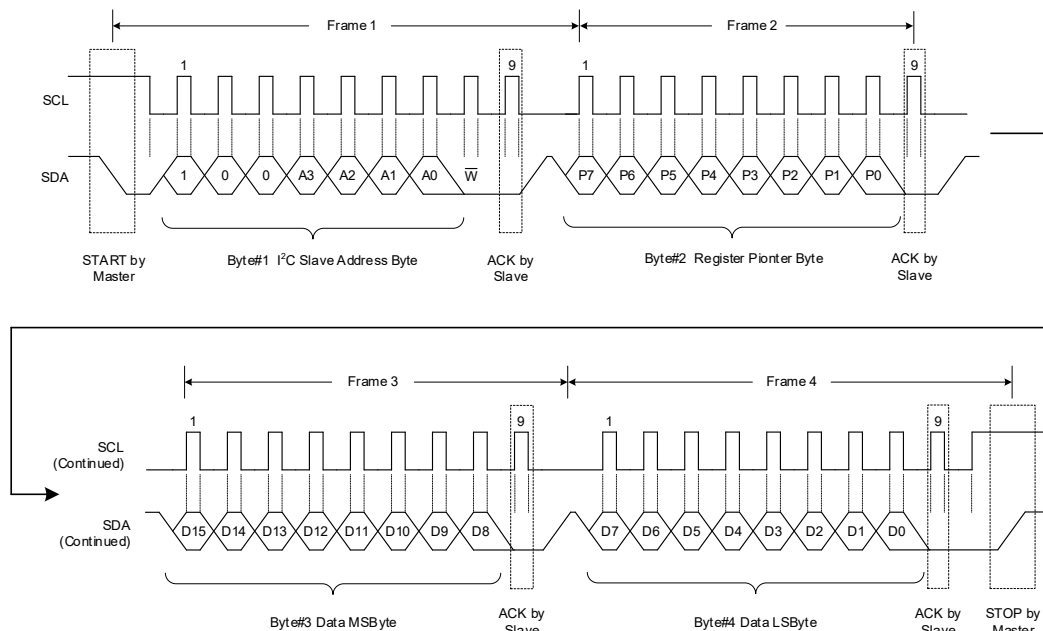 Frame 1 Frame 2
1 9 1 9
SCL
SDA 1 0 0 A3 A2 A1 A0 W P7 P6 P5 P4 P3 P2 P1 P0
START by
Master
Byte#1 I²C Slave Address Byte
ACK by
Slave
Byte#2 Register Pionter Byte
ACK by
Slave
Frame 3 Frame 4
1 9 1 9
SCL
(Continued)
SDA
(Continued)
D15 D14 D13 D12 D11 D10 D9 D8 D7 D6 D5 D4 D3 D2 D1 D0
Byte#3 Data MSByte
ACK by
Slave
Byte#4 Data LSByte
ACK by
Slave
STOP by
Master